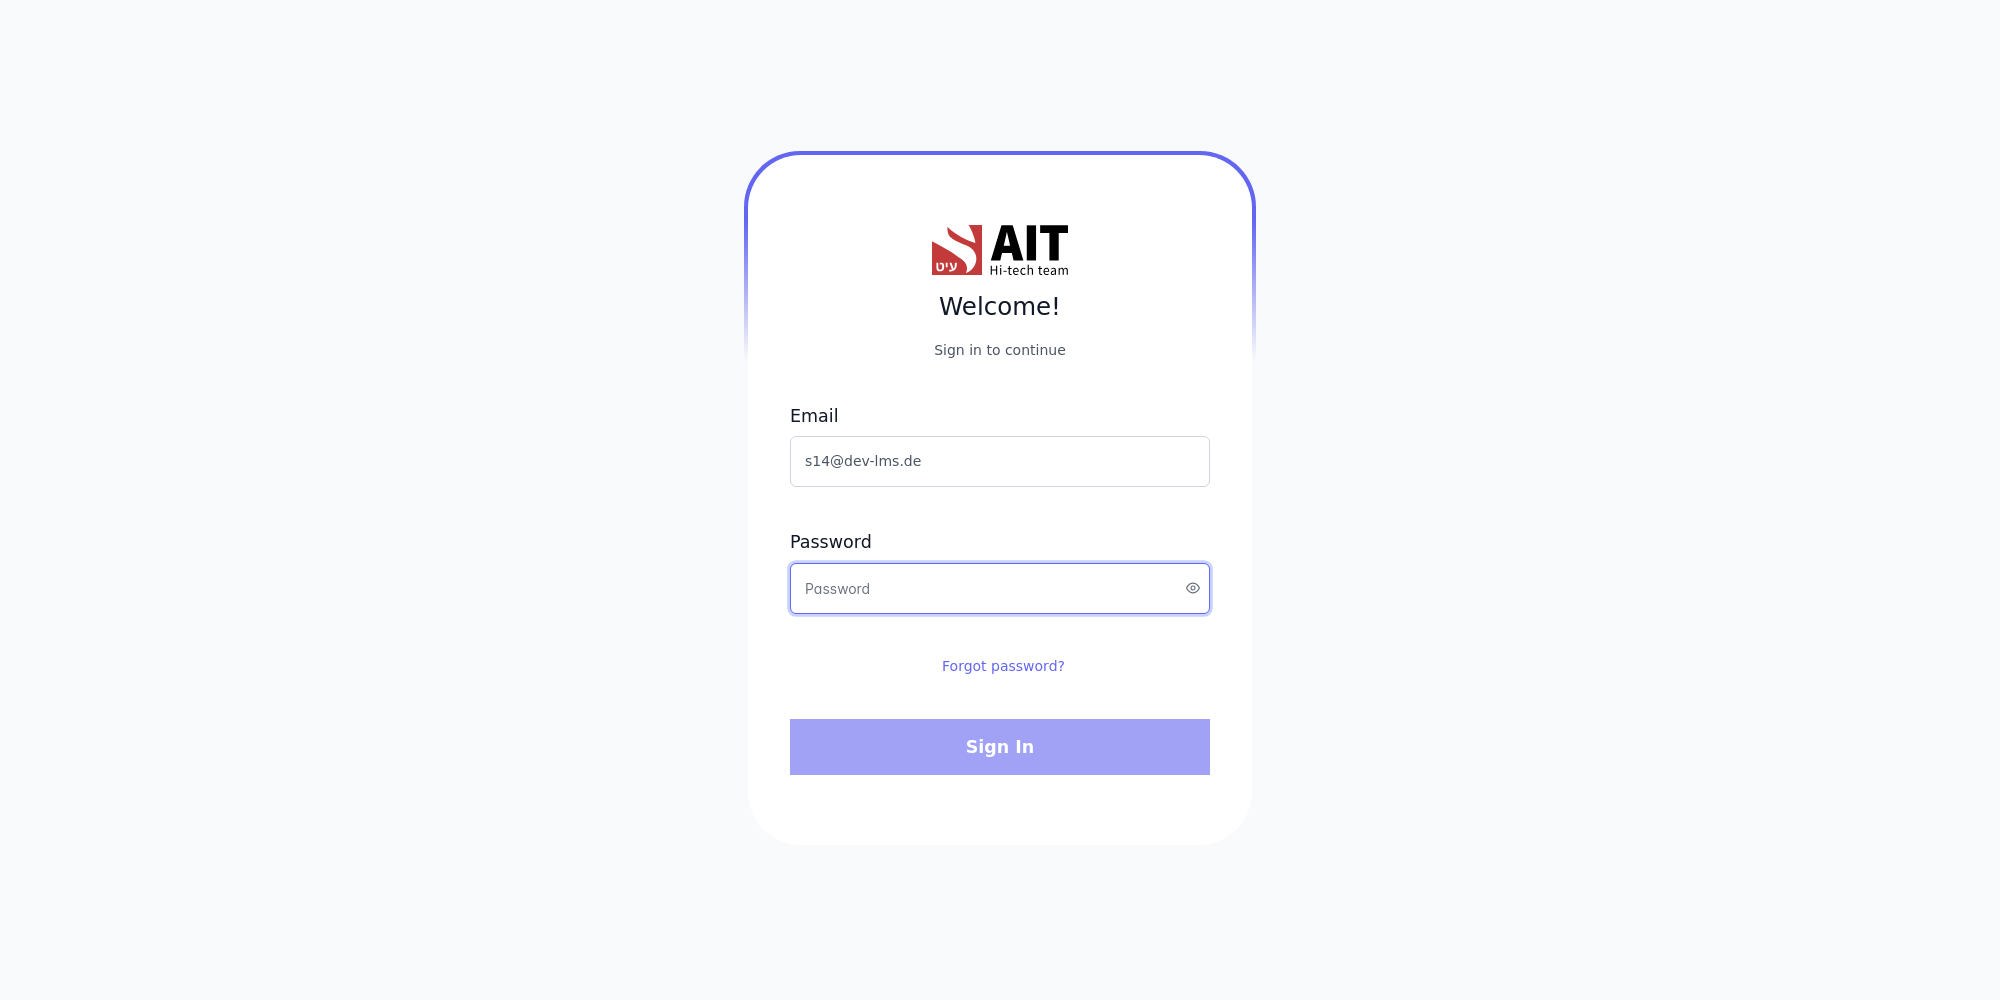 עיט
AIT
Hi-tech team
Welcome!
Sign in to continue
Email
s14@dev-lms.de
Password
Password
Forgot password?
Sign In